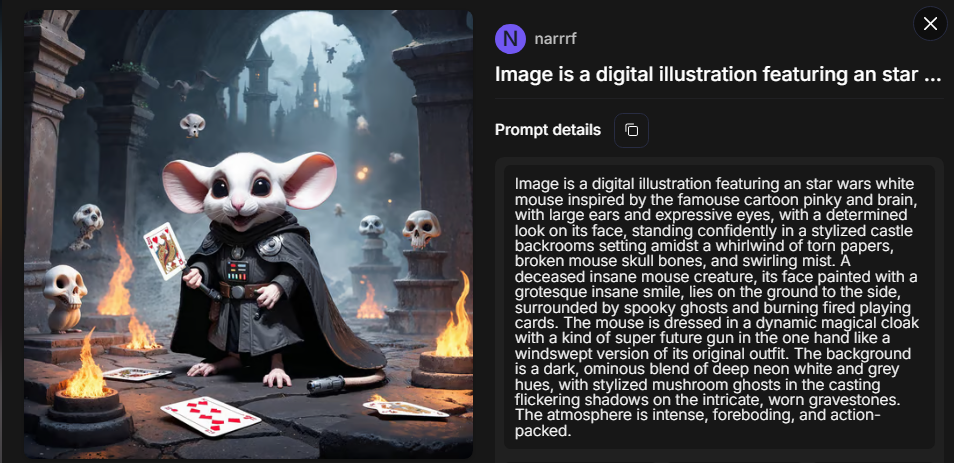 N
narrrf
Image is a digital illustration featuring an star ...
Prompt details
Image is a digital illustration featuring an star wars white
mouse inspired by the famouse cartoon pinky and brain,
with large ears and expressive eyes, with a determined
look on its face, standing confidently in a stylized castle
backrooms setting amidst a whirlwind of torn papers,
broken mouse skull bones, and swirling mist. A
deceased insane mouse creature, its face painted with a
grotesque insane smile, lies on the ground to the side,
surrounded by spooky ghosts and burning fired playing
cards. The mouse is dressed in a dynamic magical cloak
with a kind of super future gun in the one hand like a
windswept version of its original outfit. The background
is a dark, ominous blend of deep neon white and grey
hues, with stylized mushroom ghosts in the casting
flickering shadows on the intricate, worn gravestones.
The atmosphere is intense, foreboding, and action-
packed.